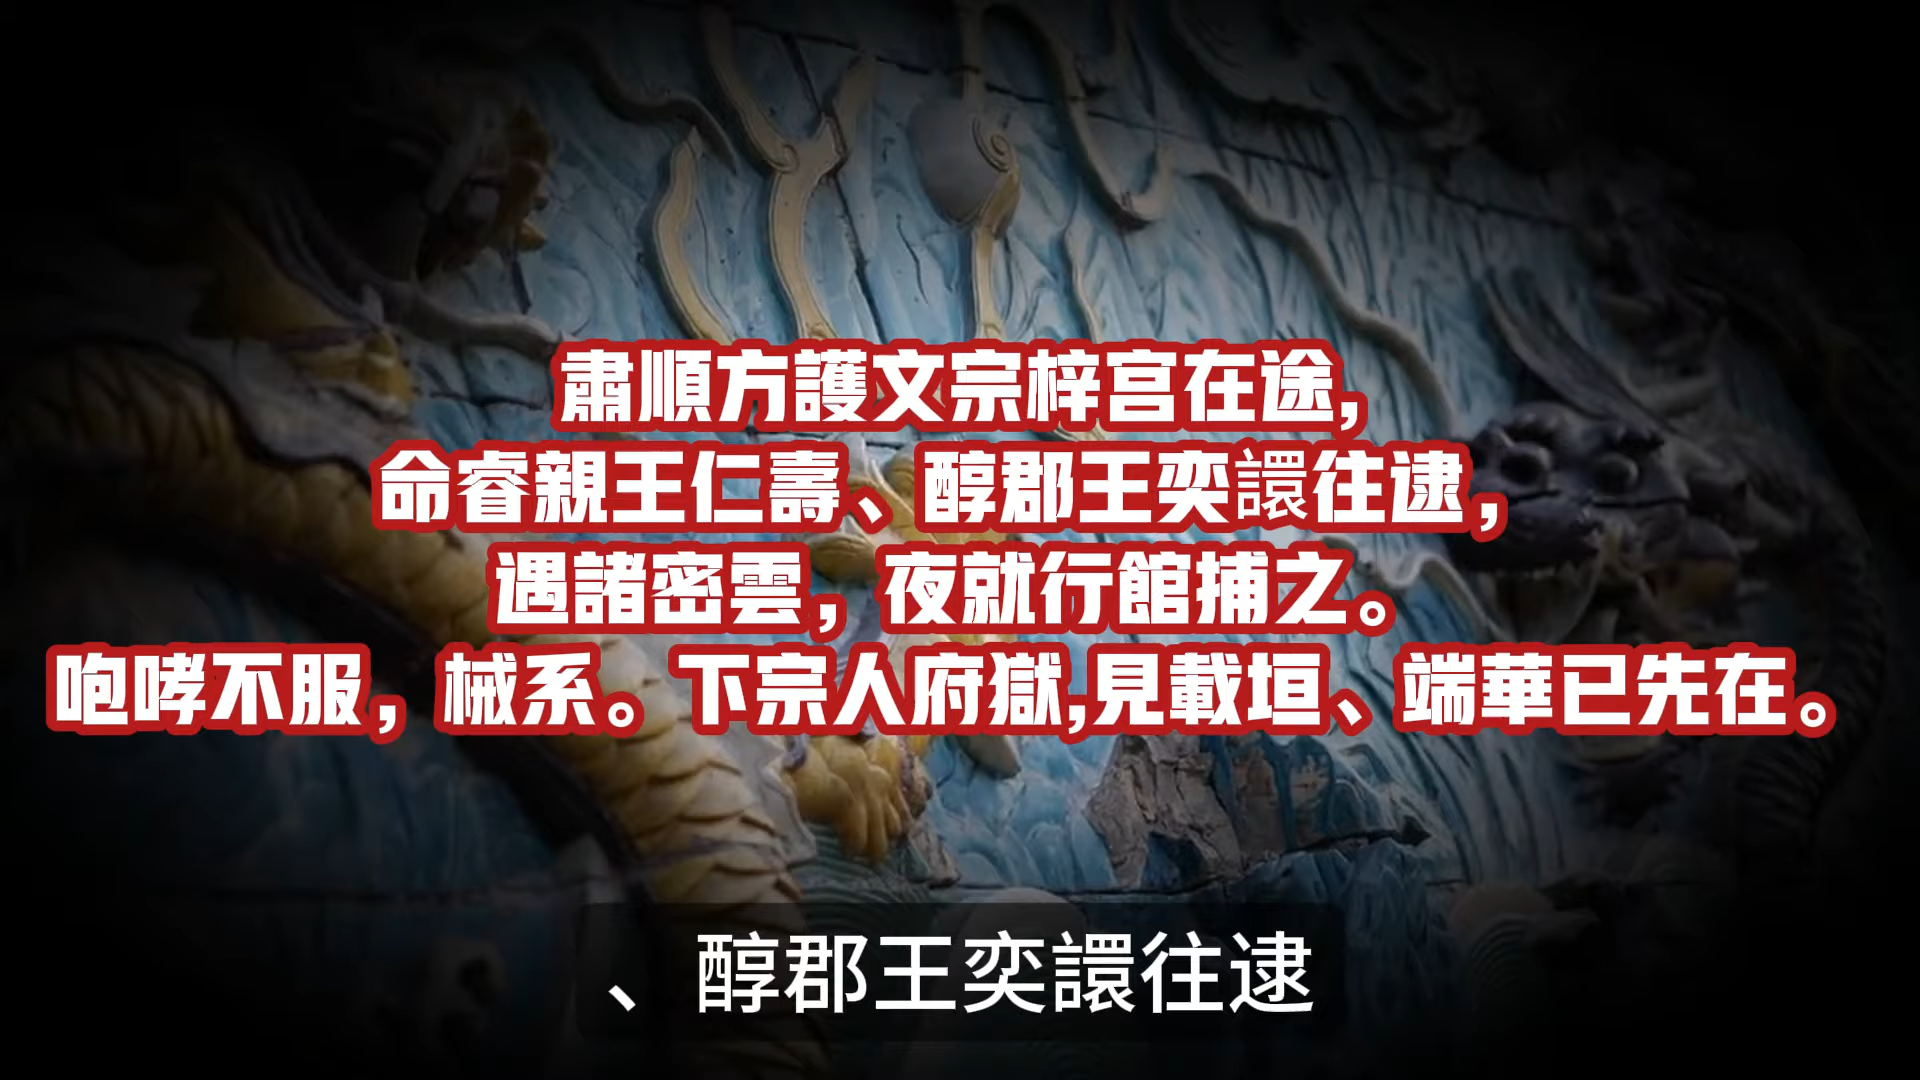 肅順方護文宗梓宫在途,
命睿親王仁壽、醇郡王奕譞往逮，
遇諸密雲，夜就行館捕之。
咆哮不服，械系。下宗人府獄,見載垣、端華已先在。
、醇郡王奕譞往逮